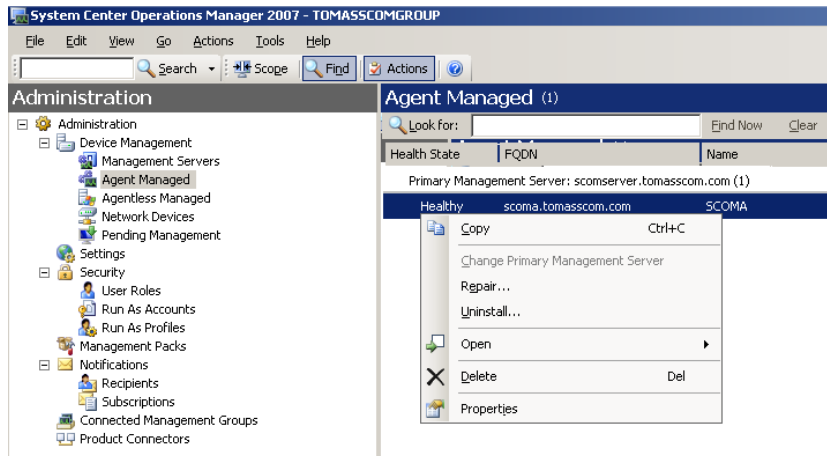 System Center Operations Manager 2007 - TOMASSCOMGROUP
File Edit View Go Actions Tools Help
Search Scope Find Actions
Administration
Administration
Device Management
Management Servers
Agent Managed
Agentless Managed
Network Devices
Pending Management
Settings
Security
User Roles
Run As Accounts
Run As Profiles
Management Packs
Notifications
Recipients
Subscriptions
Connected Management Groups
Product Connectors
Agent Managed (1)
Look for: Find Now Clear
Health State FQDN Name
Primary Management Server: scomserver.tomasscom.com (1)
Healthy scoma.tomasscom.com SCOMA
Copy Ctrl+C
Change Primary Management Server
Repair...
Uninstall...
Open
Delete Del
Properties